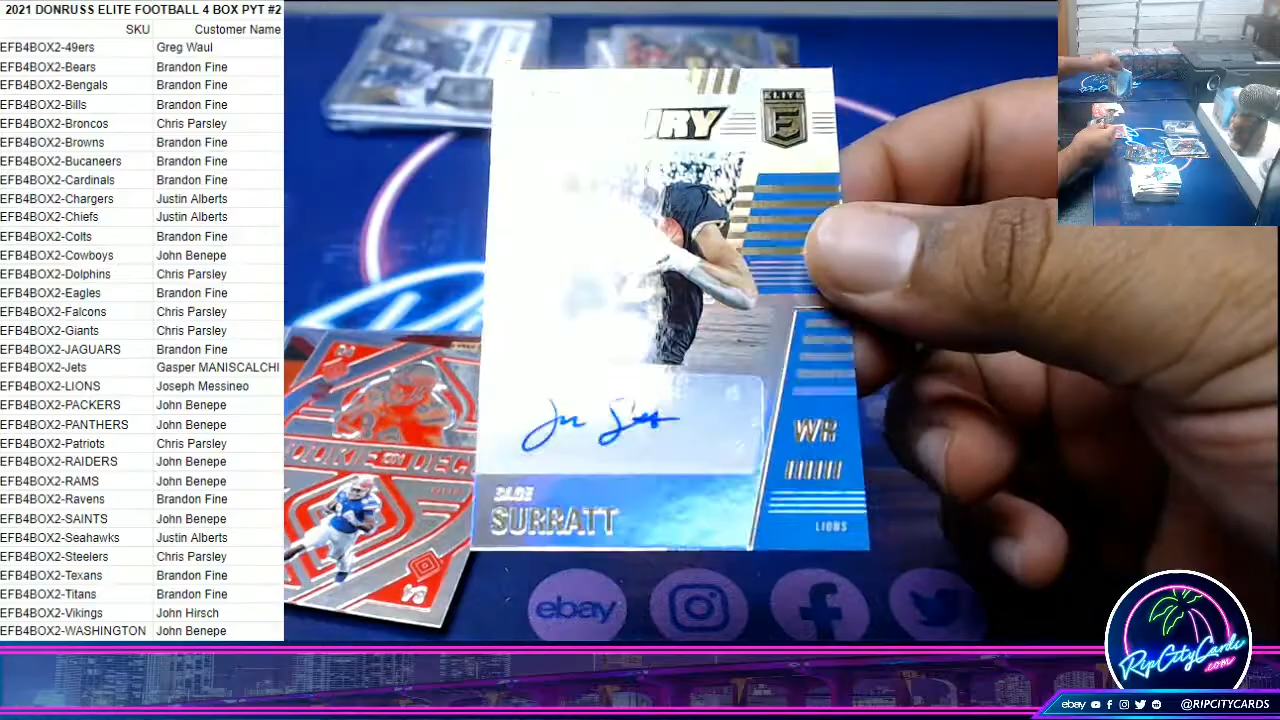 2021 DONRUSS ELITE FOOTBALL 4 BOX PYT #2
SKU Customer Name
EFB4BOX2-49ers Greg Waul
EFB4BOX2-Bears Brandon Fine
EFB4BOX2-Bengals Brandon Fine
EFB4BOX2-Bills Brandon Fine
EFB4BOX2-Broncos Chris Parsley
EFB4BOX2-Browns Brandon Fine
EFB4BOX2-Bucaneers Brandon Fine
EFB4BOX2-Cardinals Brandon Fine
EFB4BOX2-Chargers Justin Alberts
EFB4BOX2-Chiefs Justin Alberts
EFB4BOX2-Colts Brandon Fine
EFB4BOX2-Cowboys John Benepe
EFB4BOX2-Dolphins Chris Parsley
EFB4BOX2-Eagles Brandon Fine
EFB4BOX2-Falcons Chris Parsley
EFB4BOX2-Giants Chris Parsley
EFB4BOX2-JAGUARS Brandon Fine
EFB4BOX2-Jets Gasper MANISCALCHI
EFB4BOX2-LIONS Joseph Messineo
EFB4BOX2-PACKERS John Benepe
EFB4BOX2-PANTHERS John Benepe
EFB4BOX2-Patriots Chris Parsley
EFB4BOX2-RAIDERS John Benepe
EFB4BOX2-RAMS John Benepe
EFB4BOX2-Ravens Brandon Fine
EFB4BOX2-SAINTS John Benepe
EFB4BOX2-Seahawks Justin Alberts
EFB4BOX2-Steelers Chris Parsley
EFB4BOX2-Texans Brandon Fine
EFB4BOX2-Titans Brandon Fine
EFB4BOX2-Vikings John Hirsch
EFB4BOX2-WASHINGTON John Benepe
ELITE
E
WR
SAGE
SURRATT
LIONS
ON DEC
ebay
RipCityCards
.com
ebay @RIPCITYCARDS